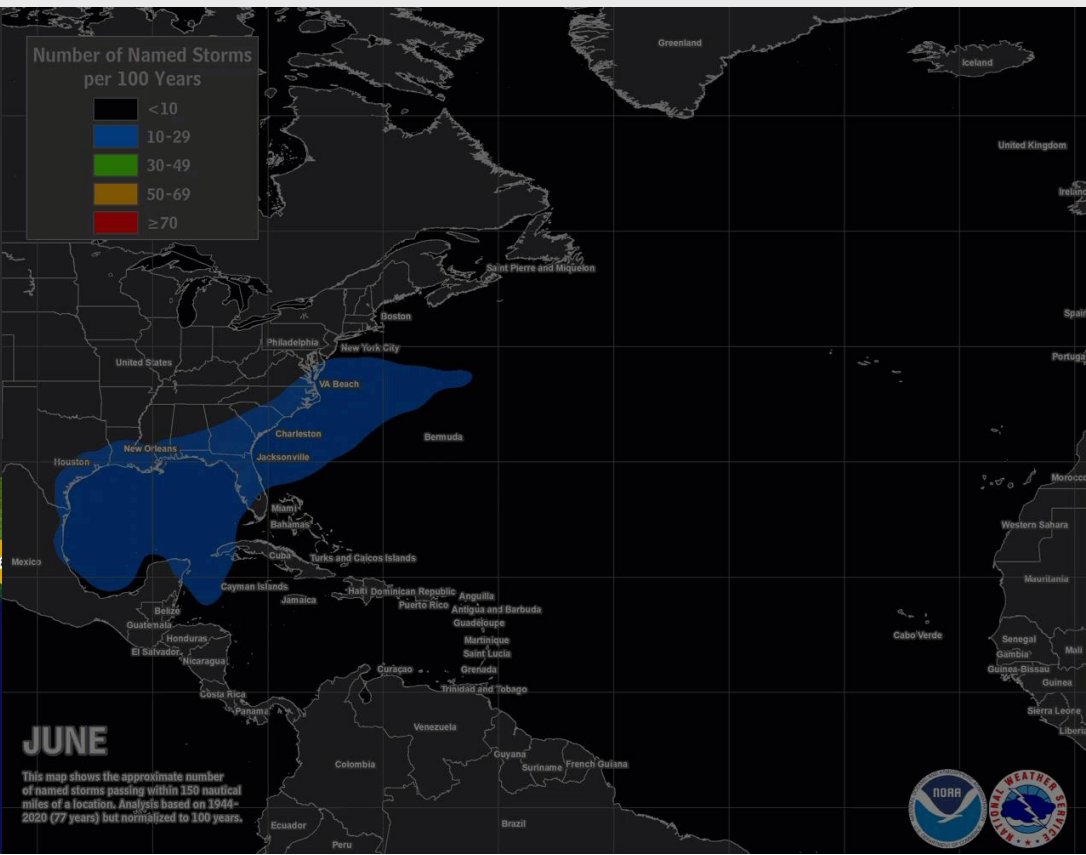 Number of Named Storms
per 100 Years
<10
10-29
30-49
50-69
≥70
Greenland
Iceland
United Kingdom
Ireland
Saint Pierre and Miquelon
Boston
Spain
Philadelphia
New York City
Portuga
United States
VA Beach
Charleston
Bermuda
New Orleans
Jacksonville
Houston
Morocc
Miami
Bahamas
Western Sahara
Cuba
Turks and Caicos Islands
Mexico
Mauritania
Cayman Islands
Haiti
Dominican Republic
Anguilla
Jamaica
Puerto Rico
Antigua and Barbuda
Belize
Guadeloupe
Guatemala
Cabo Verde
Honduras
Martinique
Senegal
El Salvador
Saint Lucia
Gambia
Mali
Nicaragua
Curaçao
Grenada
Guinea-Bissau
Trinidad and Tobago
Guinea
Costa Rica
Panama
Sierra Leone
Venezuela
Liberia
JUNE
Guyana
Colombia
Suriname
French Guiana
This map shows the approximate number
of named storms passing within 150 nautical
miles of a location. Analysis based on 1944-
2020 (77 years) but normalized to 100 years.
Ecuador
Brazil
Peru
NOAA
NATIONAL WEATHER SERVICE